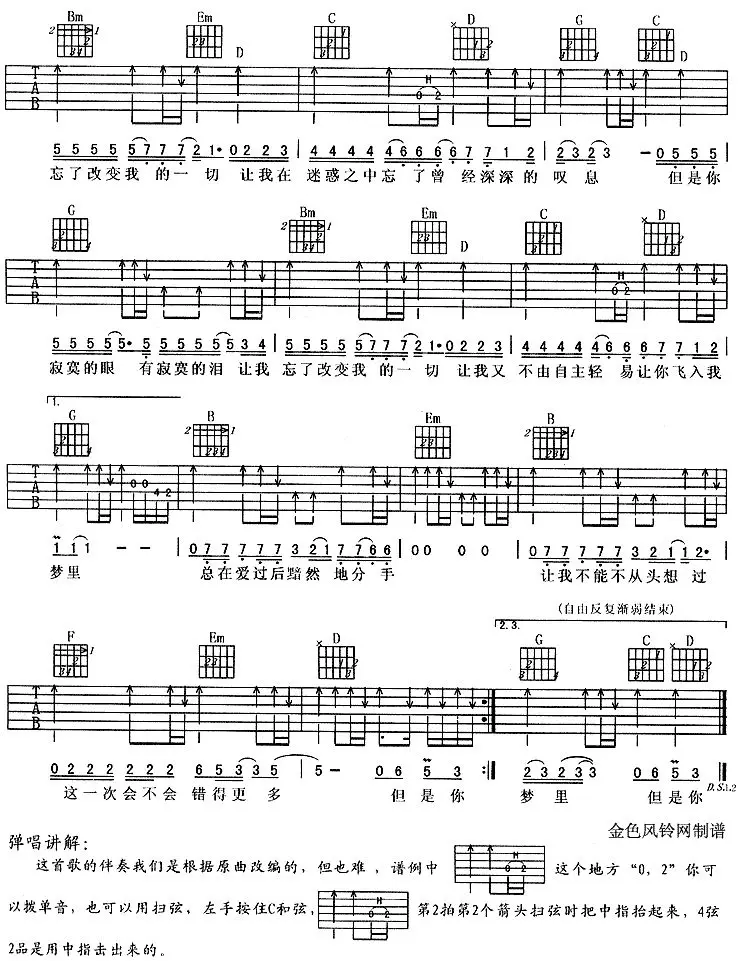 Bm Em D C D G C D
T A B H 0 2
5 5 5 5 5 7 7 7 2 1• 0 2 2 3 4 4 4 4 4 6 6 6 6 7 7 1 2 2 3 2 3 — 0 5 5 5
忘了改变我 的一切 让我在 迷惑之中忘 了曾 经深深的 叹 息 但是你
G Bm Em D C D
T A B H 0 2
5 5 5 5 5• 5 5 5 5 5 5 3 4 5 5 5 5 5 7 7 7 2 1• 0 2 2 3 4 4 4 4 4 6 6 6 7 7 1 2
寂寞的眼 有寂寞的泪 让我 忘了改变我 的一切 让我又 不由自主轻 易让你飞入我
1.
G B Em B
T A B 0 0 4 2
1 1 1 - - 0 7 7 7 7 7 3 2 1 7 7 6 6 0 0 0 0 0 7 7 7 7 7 3 2 1 1 2•
梦里 总在爱过后黯然 地分 手 让我不能不从头想 过
(自由反复渐弱结束)
2.3.
F Em D G C D
T A B
0 2 2 2 2 2 2 6 5 3 3 5 5 — 0 6 5 3 2 3 2 3 3 0 6 5 3
D.S.1.2
这一次会不会 错得更 多 但是你 梦 里 但是你
金色风铃网制谱
弹唱讲解：
这首歌的伴奏我们是根据原曲改编的，但也难，谱例中 H 0 2 这个地方“0，2”你可
以拨单音，也可以用扫弦，左手按住C和弦， H 0 2 第2拍第2个箭头扫弦时把中指抬起来，4弦
2品是用中指击出来的。